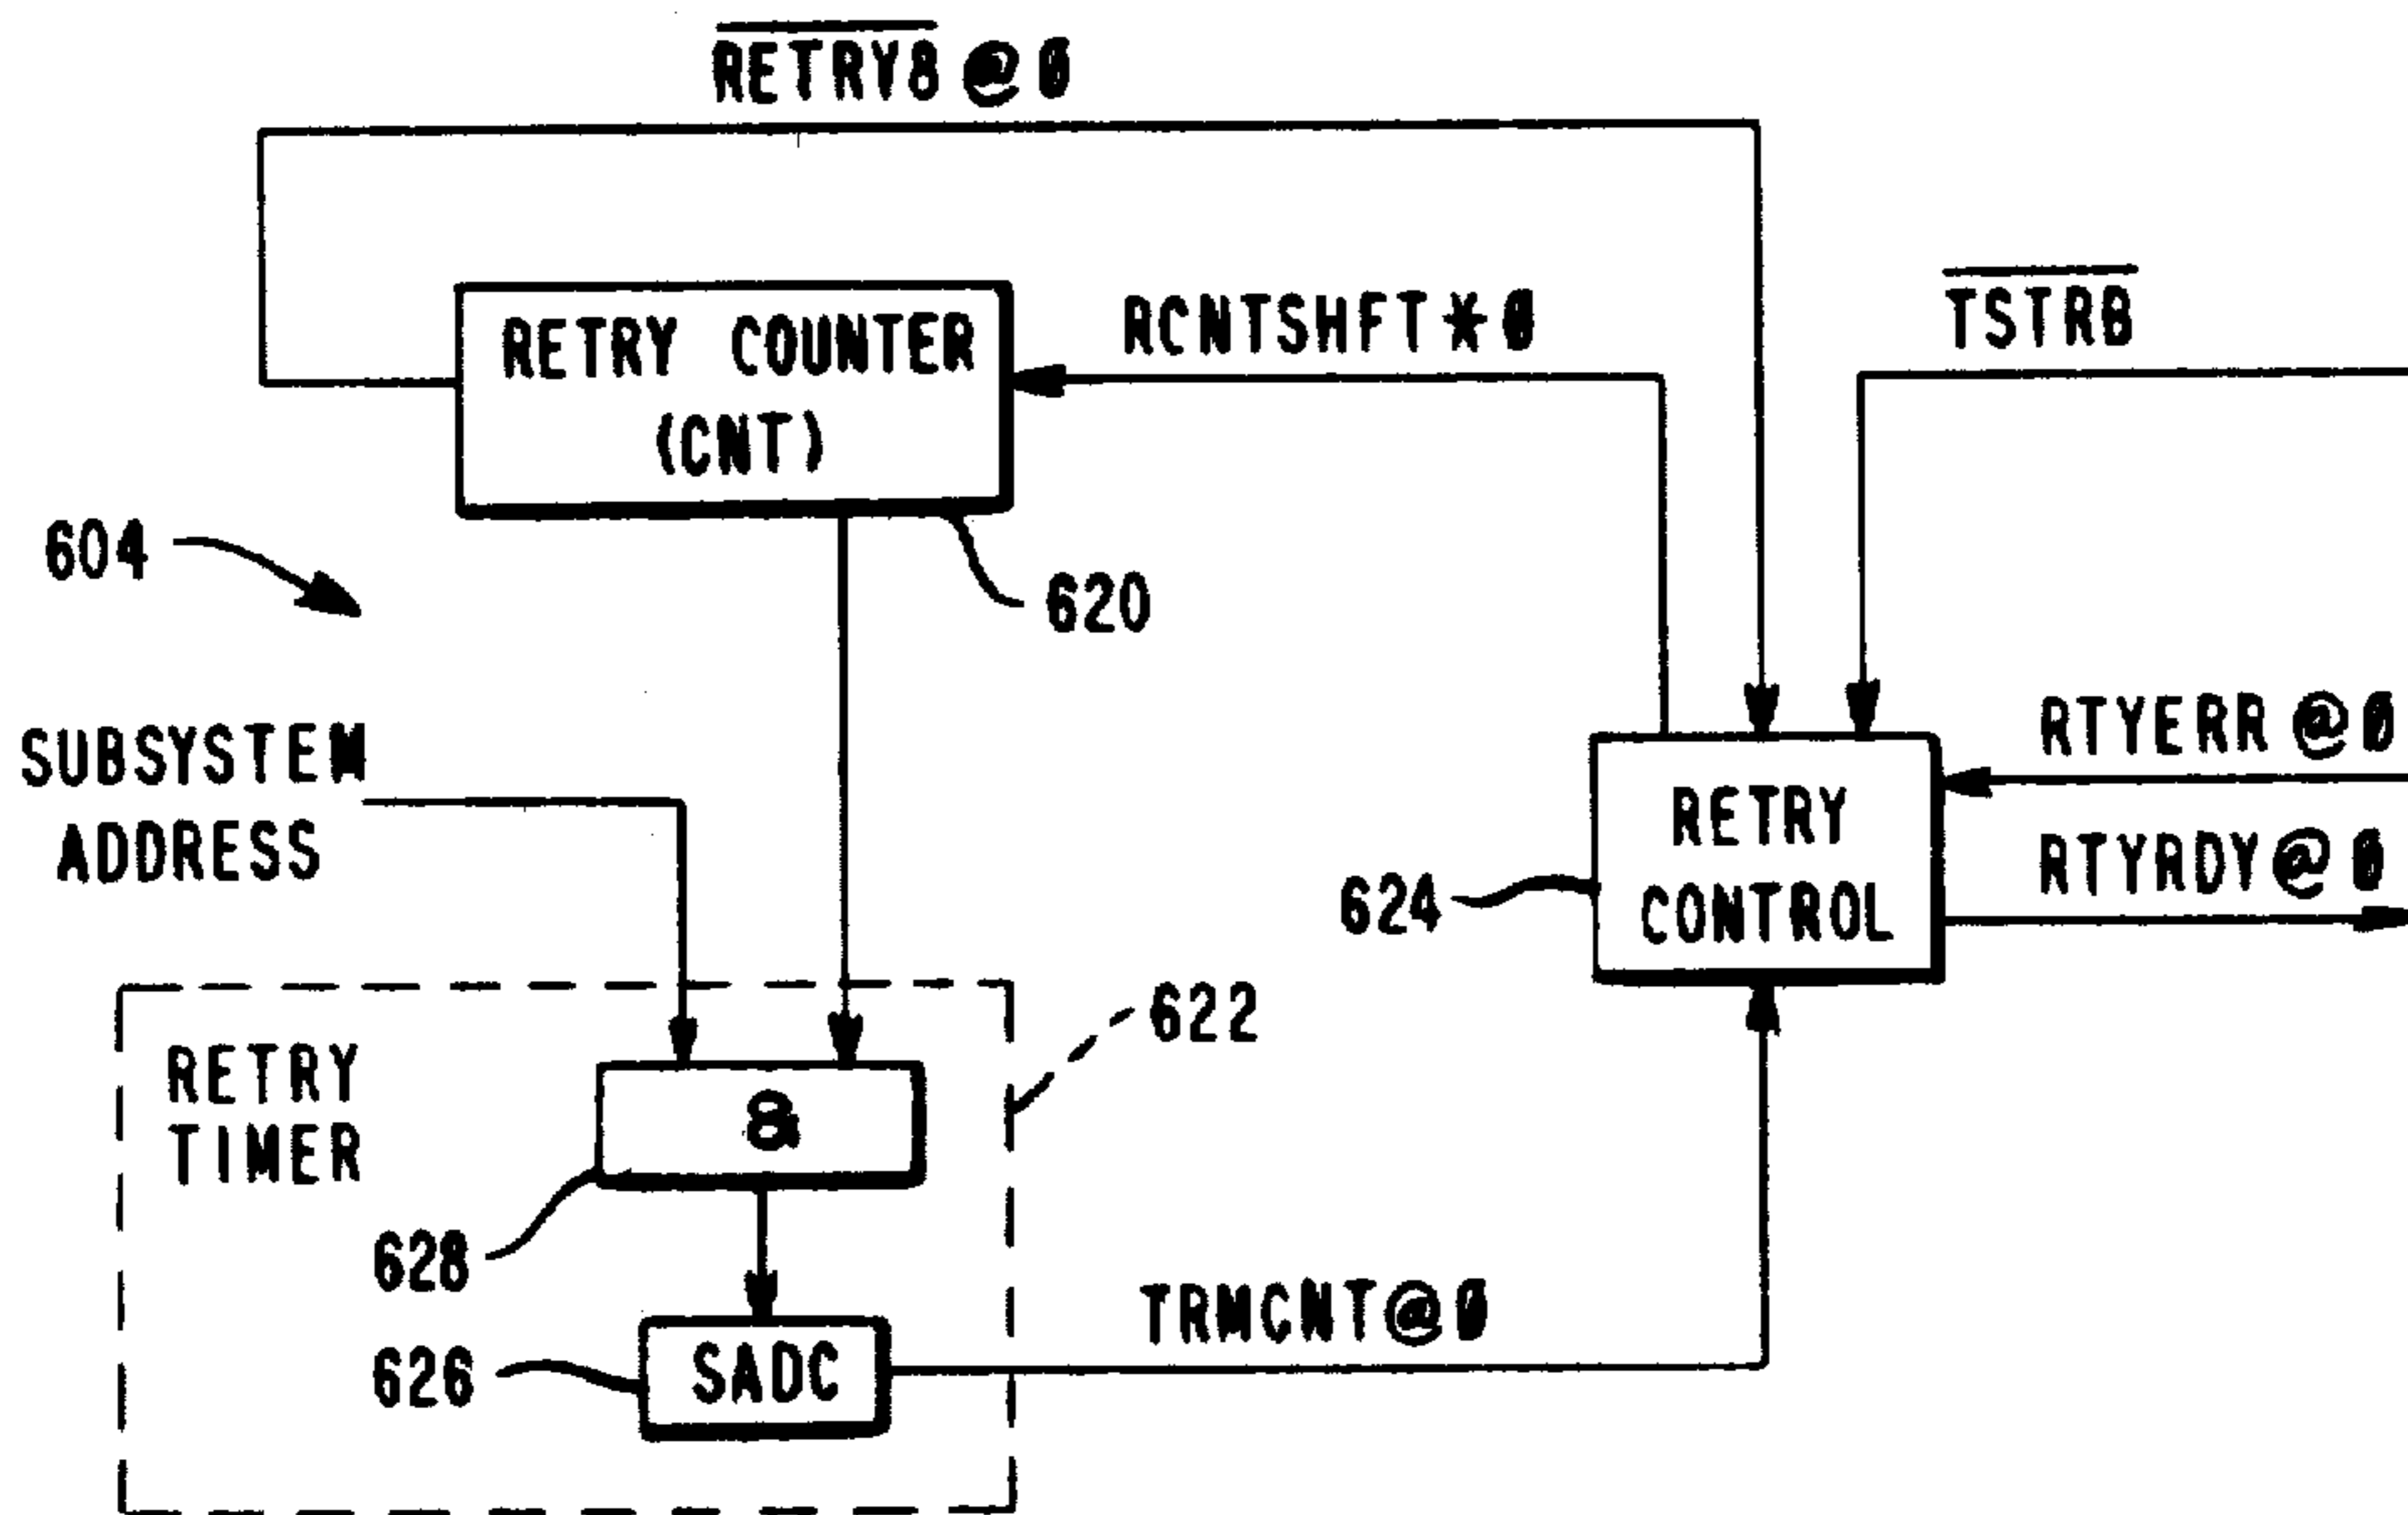 RETRY8 @ 0
RCNTSHFT * 0
TSTR0
RETRY COUNTER
(CNT)
604
620
SUBSYSTEM
ADDRESS
RTYERR @ 0
RETRY
CONTROL
RTYRDY @ 0
624
622
RETRY
TIMER
&
628
TRMCNT @ 0
626
SADC